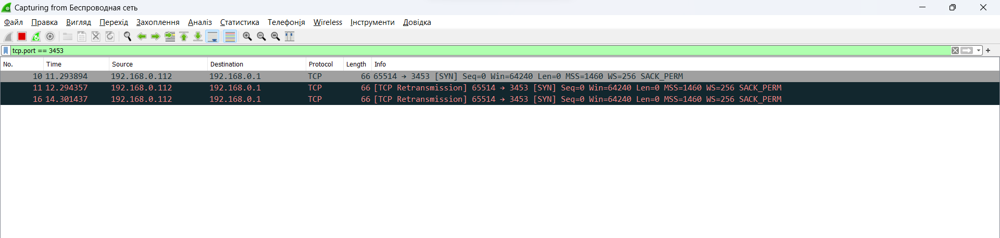 Capturing from Беспроводная сеть
Файл Правка Вигляд Перехід Захоплення Аналіз Статистика Телефонія Wireless Інструменти Довідка
tcp.port == 3453
No. Time Source Destination Protocol Length Info
10 11.293894 192.168.0.112 192.168.0.1 TCP 66 65514 → 3453 [SYN] Seq=0 Win=64240 Len=0 MSS=1460 WS=256 SACK_PERM
11 12.294357 192.168.0.112 192.168.0.1 TCP 66 [TCP Retransmission] 65514 → 3453 [SYN] Seq=0 Win=64240 Len=0 MSS=1460 WS=256 SACK_PERM
16 14.301437 192.168.0.112 192.168.0.1 TCP 66 [TCP Retransmission] 65514 → 3453 [SYN] Seq=0 Win=64240 Len=0 MSS=1460 WS=256 SACK_PERM